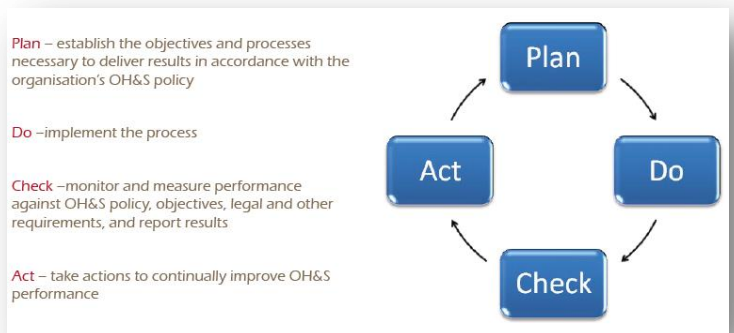 Plan – establish the objectives and processes
necessary to deliver results in accordance with the
organisation's OH&S policy
Do –implement the process
Check –monitor and measure performance
against OH&S policy, objectives, legal and other
requirements, and report results
Act – take actions to continually improve OH&S
performance
Plan
Do
Check
Act